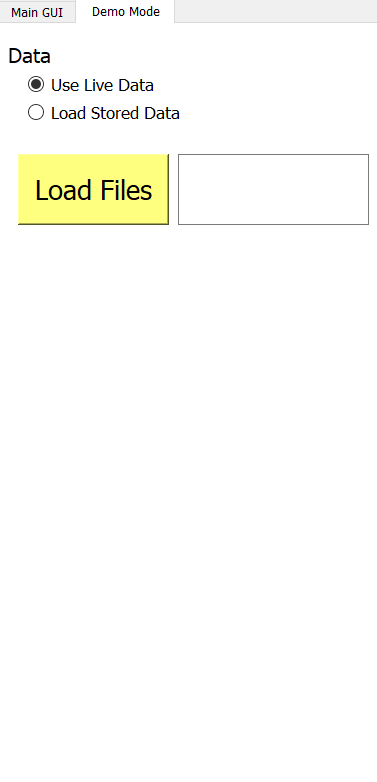 Main GUI
Demo Mode
Data
Use Live Data
Load Stored Data
Load Files